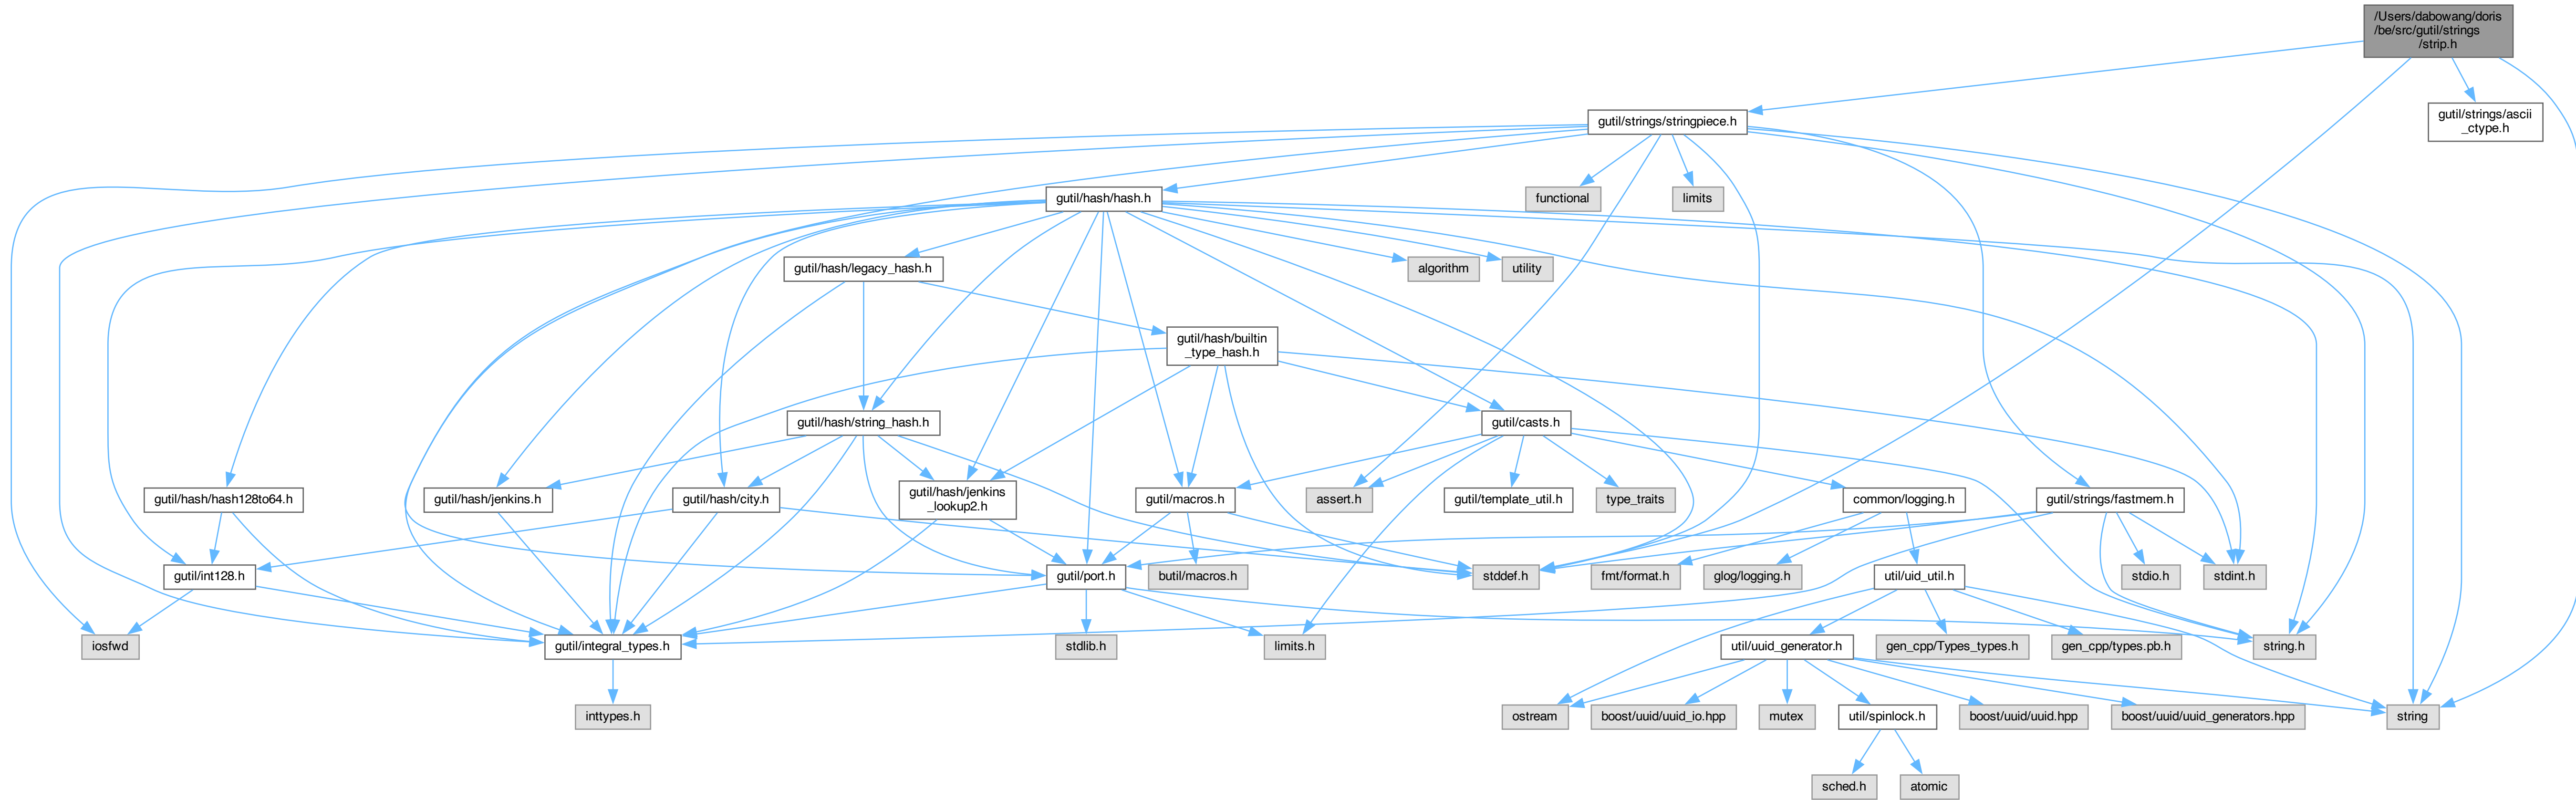 /Users/dabowang/doris
/be/src/gutil/strings
/strip.h
gutil/strings/stringpiece.h
gutil/strings/ascii
_ctype.h
gutil/hash/hash.h
functional
limits
gutil/hash/legacy_hash.h
algorithm
utility
gutil/hash/builtin
_type_hash.h
gutil/hash/string_hash.h
gutil/casts.h
gutil/hash/hash128to64.h
gutil/hash/jenkins.h
gutil/hash/city.h
gutil/hash/jenkins
_lookup2.h
gutil/macros.h
assert.h
gutil/template_util.h
type_traits
common/logging.h
gutil/strings/fastmem.h
gutil/int128.h
gutil/port.h
butil/macros.h
stddef.h
fmt/format.h
glog/logging.h
util/uid_util.h
stdio.h
stdint.h
iosfwd
gutil/integral_types.h
stdlib.h
limits.h
util/uuid_generator.h
gen_cpp/Types_types.h
gen_cpp/types.pb.h
string.h
inttypes.h
ostream
boost/uuid/uuid_io.hpp
mutex
util/spinlock.h
boost/uuid/uuid.hpp
boost/uuid/uuid_generators.hpp
string
sched.h
atomic